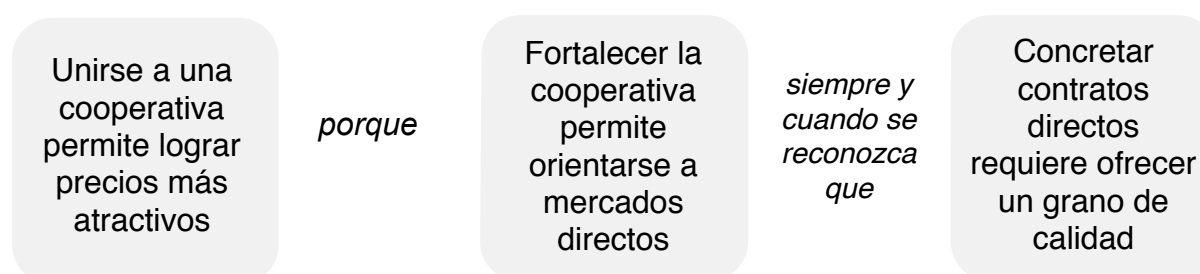 Unirse a una
cooperativa
permite lograr
precios más
atractivos
porque
Fortalecer la
cooperativa
permite
orientarse a
mercados
directos
siempre y
cuando se
reconozca
que
Concretar
contratos
directos
requiere ofrecer
un grano de
calidad